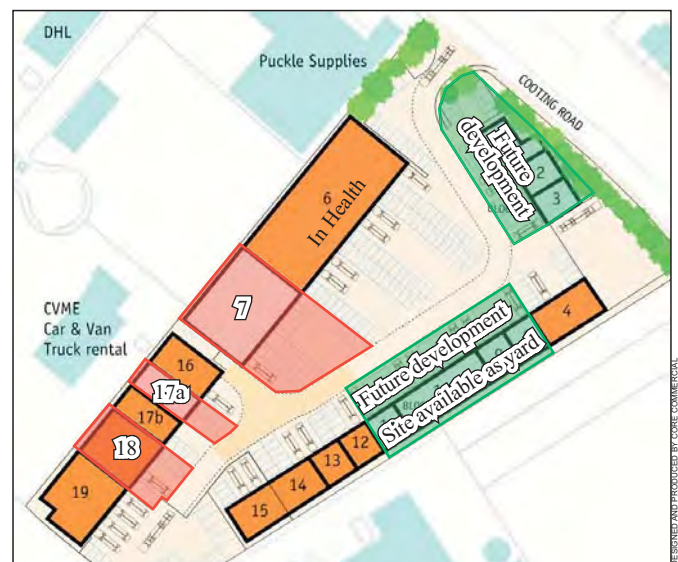 DHL
Puckle Supplies
COOTING ROAD
Future
development
2
3
6
In Health
7
4
CVME
Car & Van
Truck rental
Future development
Site available as yard
16
17a
17b
18
19
12
13
14
15
DESIGNED AND PRODUCED BY CORE COMMERCIAL